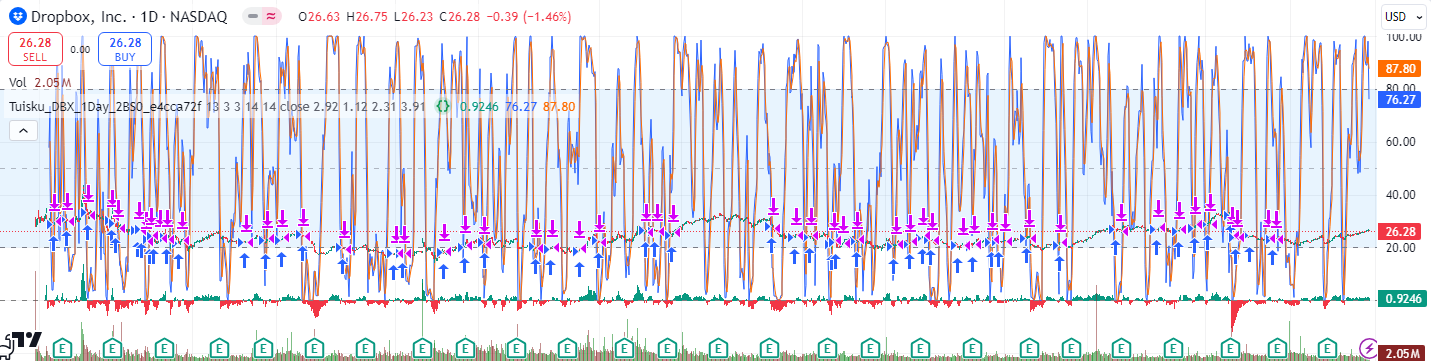 Dropbox, Inc. · 1D · NASDAQ O26.63 H26.75 L26.23 C26.28 −0.39 (−1.46%)
USD
26.28
SELL
0.00
26.28
BUY
Vol 2.05M
Tuisku_DBX_1Day_2BS0_e4cca72f 13 3 3 14 14 close 2.92 1.12 2.31 3.91 {} 0.9246 76.27 87.80
100.00
87.80
80.00
76.27
60.00
40.00
26.28
20.00
0.9246
2.05M
E E E E E E E E E E E E E E E E E E E E E E E E E E